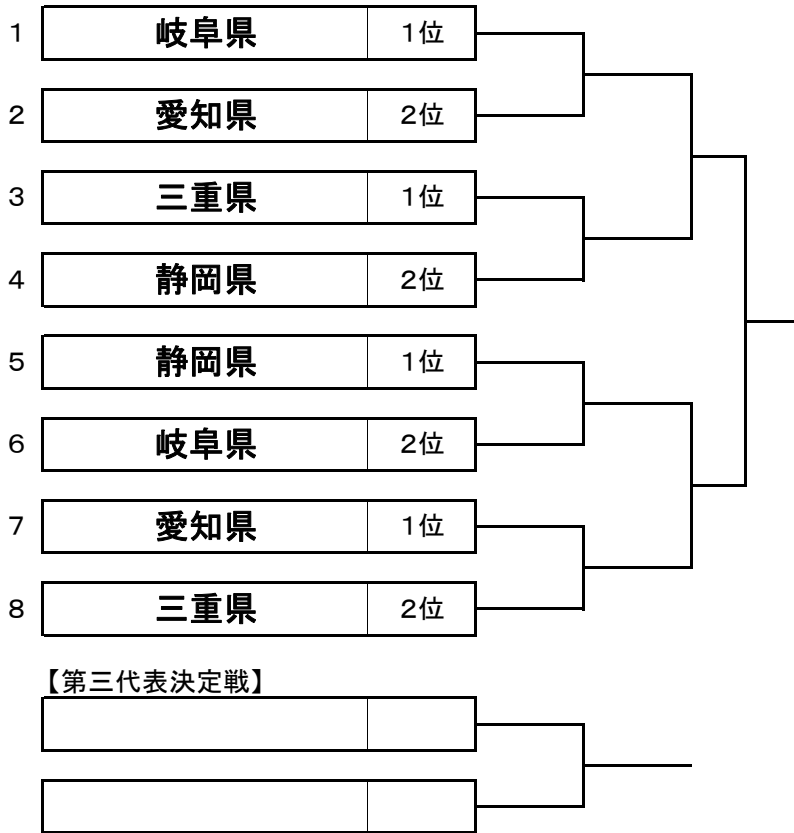 1 岐阜県 1位
2 愛知県 2位
3 三重県 1位
4 静岡県 2位
5 静岡県 1位
6 岐阜県 2位
7 愛知県 1位
8 三重県 2位
【第三代表決定戦】